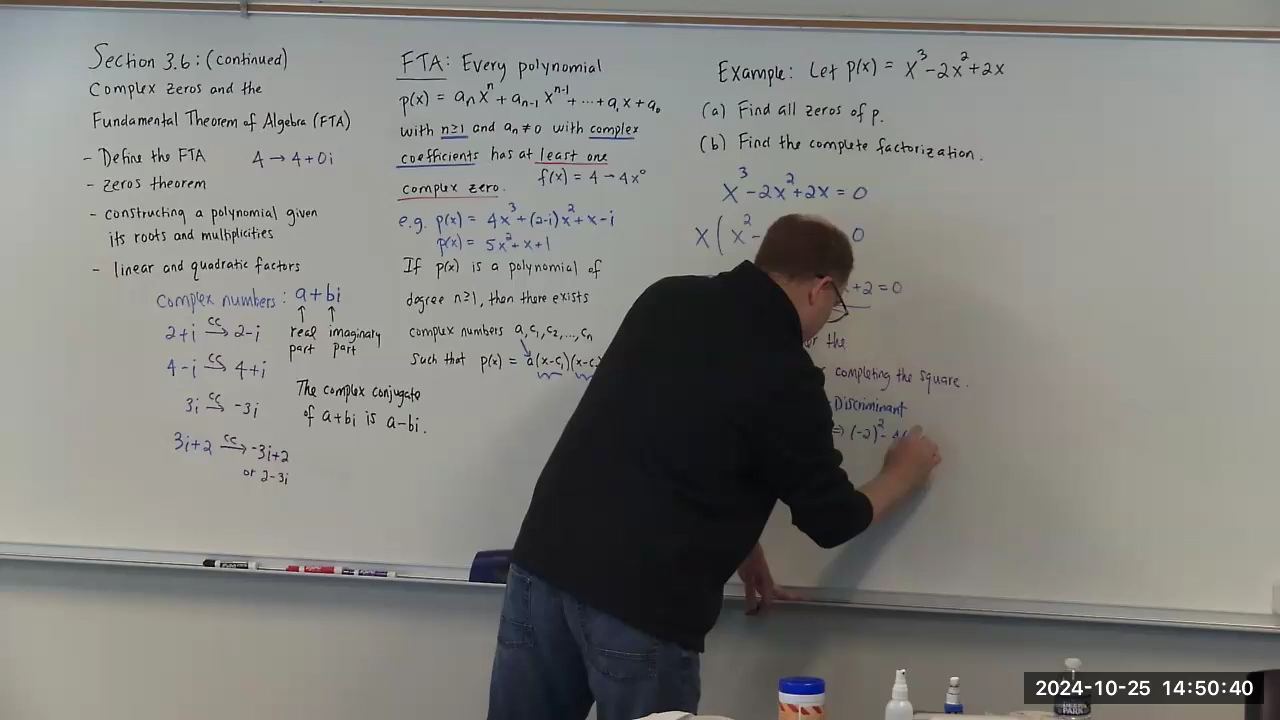 Section 3.6: (continued)
Complex Zeros and the
Fundamental Theorem of Algebra (FTA)
- Define the FTA 4 → 4+0i
- zeros theorem
- constructing a polynomial given
its roots and multiplicities
- linear and quadratic factors
complex numbers: a+bi
↑ ↑
real imaginary
part part
2+i cc→ 2-i
4-i cc→ 4+i
3i cc→ -3i
3i+2 cc→ -3i+2
or 2-3i
The complex conjugate
of a+bi is a-bi.
FTA: Every polynomial
p(x) = aₙxⁿ + aₙ₋₁xⁿ⁻¹ + ... + a₁x + a₀
with n≥1 and aₙ≠0 with complex
coefficients has at least one
complex zero. f(x) = 4 → 4x⁰
e.g. p(x) = 4x³+(2-i)x²+x-i
p(x) = 5x²+x+1
If p(x) is a polynomial of
degree n≥1, then there exists
complex numbers a, c₁, c₂, ..., cₙ
such that p(x) = a(x-c₁)(x-c
Example: Let p(x) = x³-2x²+2x
(a) Find all zeros of p.
(b) Find the complete factorization.
x³-2x²+2x = 0
x(x²- 0
+2=0
the
completing the square.
Discriminant
⇒ (-2)²-4(
2024-10-25 14:50:40